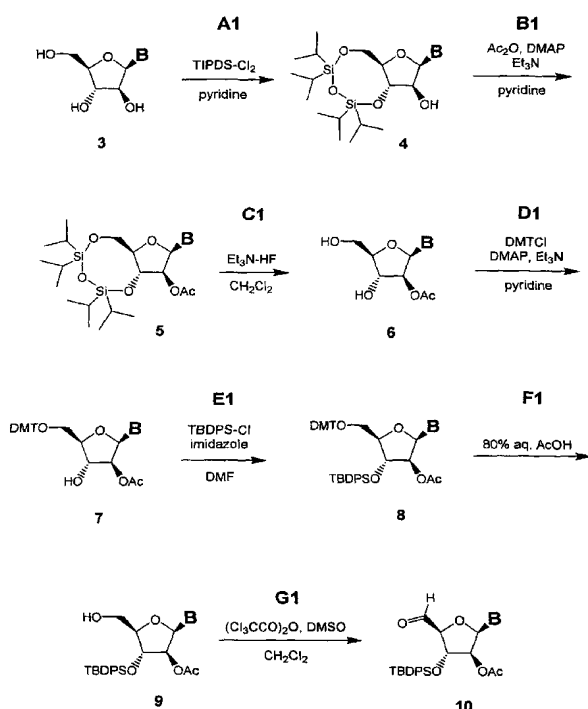 A1
B1
HO
O
B
HO
OH
TIPDS-Cl2
pyridine
O
O
B
Si
O
Si
O
OH
Ac2O, DMAP
Et3N
pyridine
3
4
C1
D1
O
O
B
Si
O
Si
O
OAc
Et3N-HF
CH2Cl2
HO
O
B
HO
OAc
DMTCl
DMAP, Et3N
pyridine
5
6
E1
F1
DMTO
O
B
HO
OAc
TBDPS-Cl
imidazole
DMF
DMTO
O
B
TBDPSO
OAc
80% aq. AcOH
7
8
G1
HO
O
B
TBDPSO
OAc
(Cl3CCO)2O, DMSO
CH2Cl2
H
O
O
B
TBDPSO
OAc
9
10